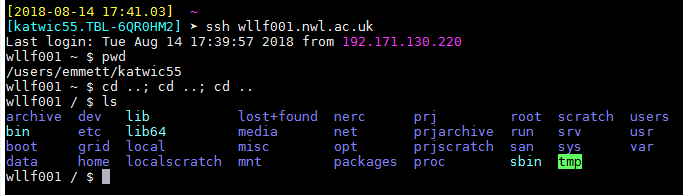 [2018-08-14 17:41.03]  ~
[katwic55.TBL-6QR0HM2] ➤ ssh wllf001.nwl.ac.uk
Last login: Tue Aug 14 17:39:57 2018 from 192.171.130.220
wllf001 ~ $ pwd
/users/emmett/katwic55
wllf001 ~ $ cd ..; cd ..; cd ..
wllf001 / $ ls
archive  dev   lib           lost+found  nerc      prj         root  scratch  users
bin      etc   lib64         media       net       prjarchive  run   srv      usr
boot     grid  local         misc        opt       prjscratch  san   sys      var
data     home  localscratch  mnt         packages  proc        sbin  tmp
wllf001 / $